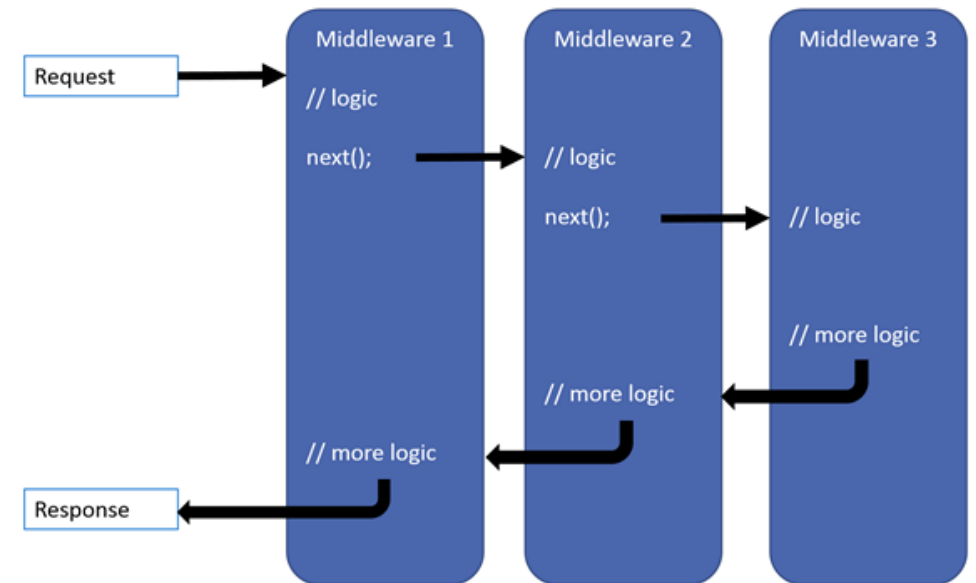 Middleware 1
Middleware 2
Middleware 3
Request
// logic
next();
// logic
next();
// logic
// more logic
// more logic
// more logic
Response